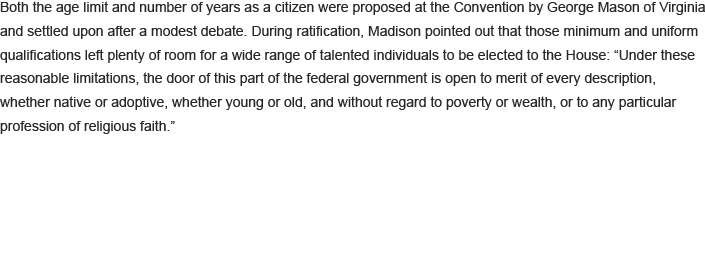 Both the age limit and number of years as a citizen were proposed at the Convention by George Mason of Virginia
and settled upon after a modest debate. During ratification, Madison pointed out that those minimum and uniform
qualifications left plenty of room for a wide range of talented individuals to be elected to the House: “Under these
reasonable limitations, the door of this part of the federal government is open to merit of every description,
whether native or adoptive, whether young or old, and without regard to poverty or wealth, or to any particular
profession of religious faith.”